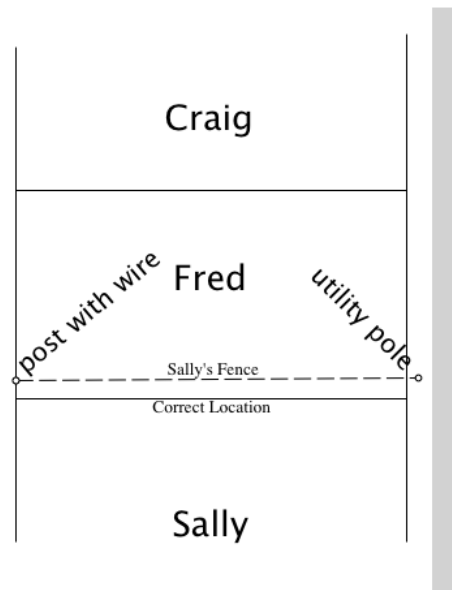 Craig
Fred
post with wire
utility pole
Sally's Fence
Correct Location
Sally